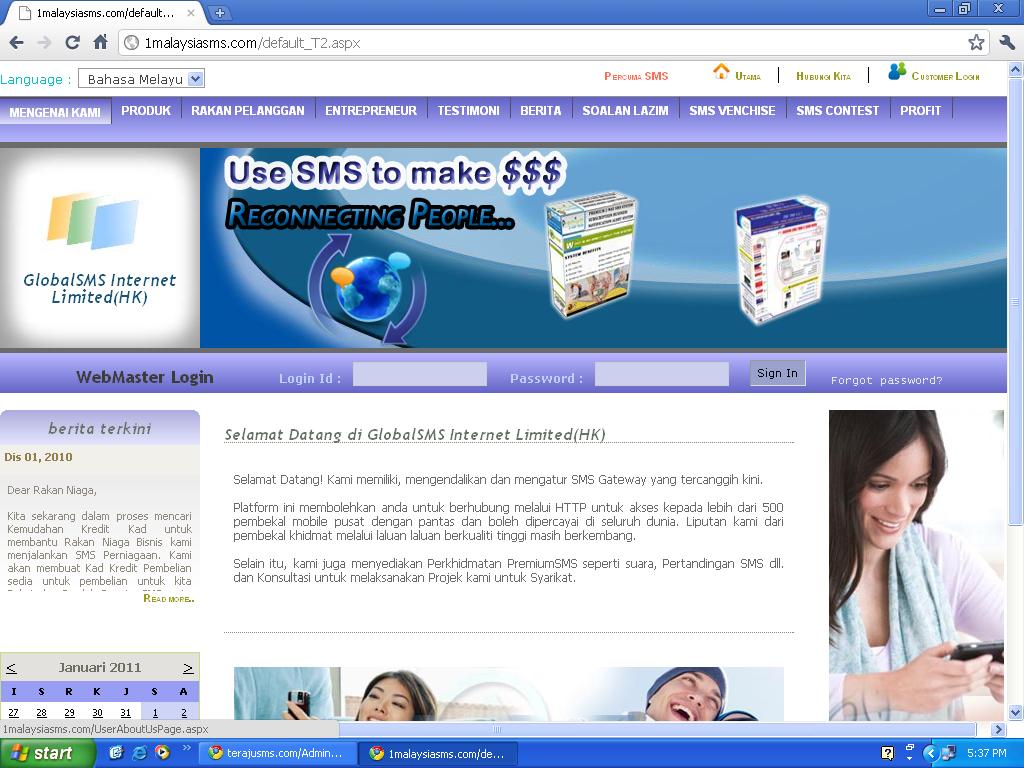 1malaysiasms.com/default...
1malaysiasms.com/default_T2.aspx
Language : Bahasa Melayu
Percuma SMS Utama Hubungi Kita Customer Login
MENGENAI KAMI PRODUK RAKAN PELANGGAN ENTREPRENEUR TESTIMONI BERITA SOALAN LAZIM SMS VENCHISE SMS CONTEST PROFIT
Use SMS to make $$$
Reconnecting People...
GlobalSMS Internet
Limited(HK)
WebMaster Login Login Id : Password : Sign In Forgot password?
berita terkini
Dis 01, 2010
Dear Rakan Niaga,
Kita sekarang dalam proses mencari
Kemudahan Kredit Kad untuk
membantu Rakan Niaga Bisnis kami
menjalankan SMS Perniagaan. Kami
akan membuat Kad Kredit Pembelian
sedia untuk pembelian untuk kita
Read more..
Selamat Datang di GlobalSMS Internet Limited(HK)
Selamat Datang! Kami memiliki, mengendalikan dan mengatur SMS Gateway yang tercanggih kini.
Platform ini membolehkan anda untuk berhubung melalui HTTP untuk akses kepada lebih dari 500
pembekal mobile pusat dengan pantas dan boleh dipercayai di seluruh dunia. Liputan kami dari
pembekal khidmat melalui laluan laluan berkualiti tinggi masih berkembang.
Selain itu, kami juga menyediakan Perkhidmatan PremiumSMS seperti suara, Pertandingan SMS dll.
dan Konsultasi untuk melaksanakan Projek kami untuk Syarikat.
< Januari 2011 >
I S R K J S A
27 28 29 30 31 1 2
1malaysiasms.com/UserAboutUsPage.aspx
start terajusms.com/Admin... 1malaysiasms.com/de... 5:37 PM